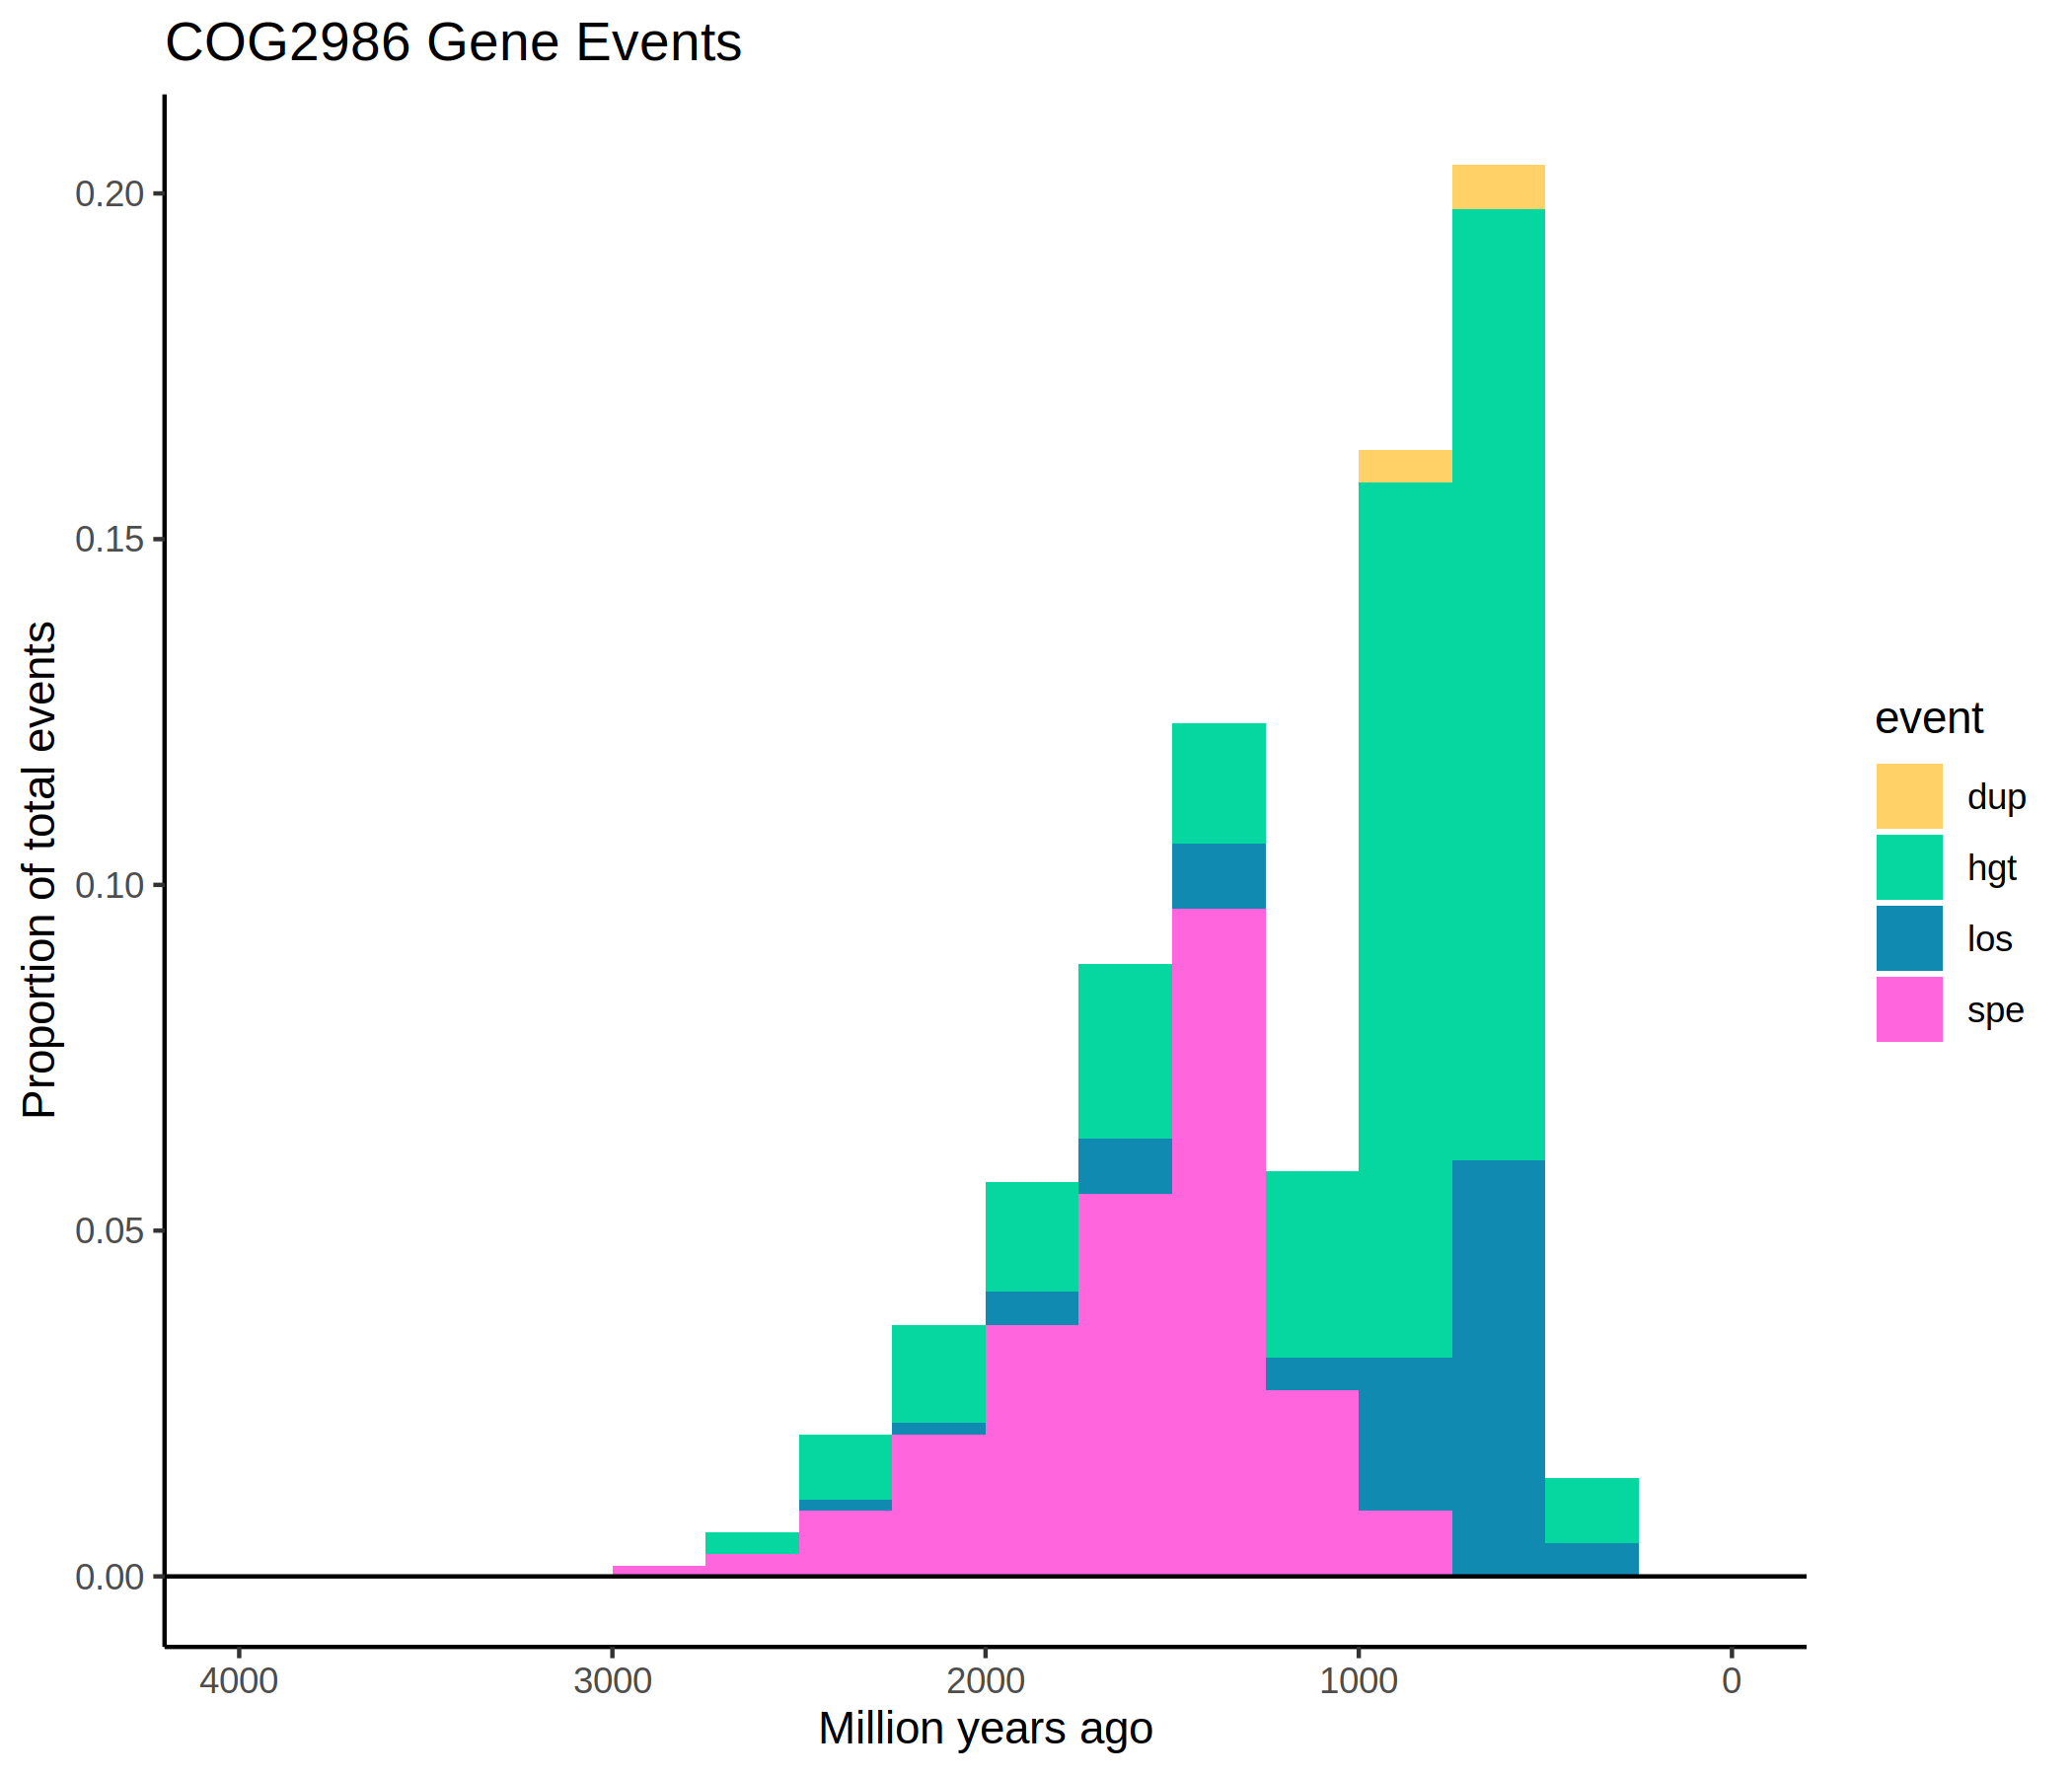 COG2986 Gene Events
Proportion of total events
0.20
0.15
0.10
0.05
0.00
4000 3000 2000 1000 0
Million years ago
event
dup
hgt
los
spe